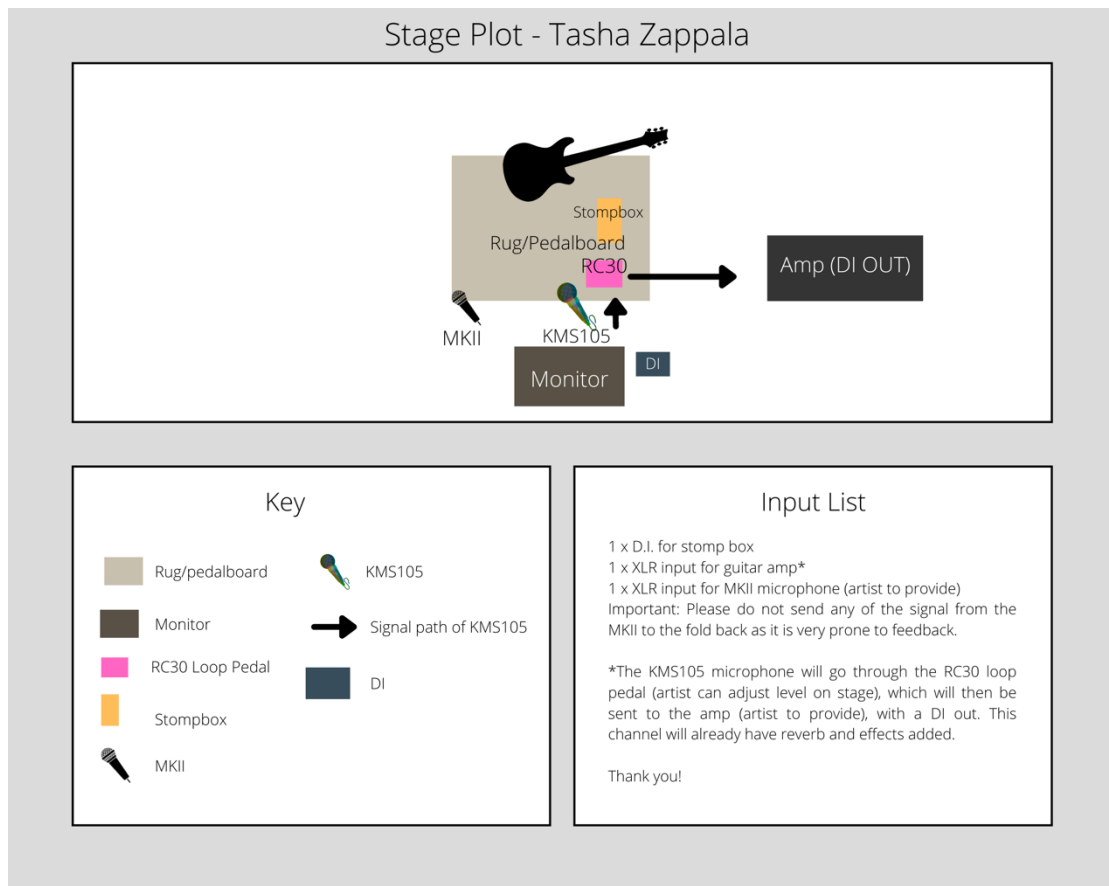 Stage Plot - Tasha Zappala
Stompbox
Rug/Pedalboard
RC30
Amp (DI OUT)
MKII
KMS105
Monitor
DI
Key
Rug/pedalboard
Monitor
RC30 Loop Pedal
Stompbox
MKII
KMS105
Signal path of KMS105
DI
Input List
1 x D.I. for stomp box
1 x XLR input for guitar amp*
1 x XLR input for MKII microphone (artist to provide)
Important: Please do not send any of the signal from the
MKII to the fold back as it is very prone to feedback.
*The KMS105 microphone will go through the RC30 loop
pedal (artist can adjust level on stage), which will then be
sent to the amp (artist to provide), with a DI out. This
channel will already have reverb and effects added.
Thank you!